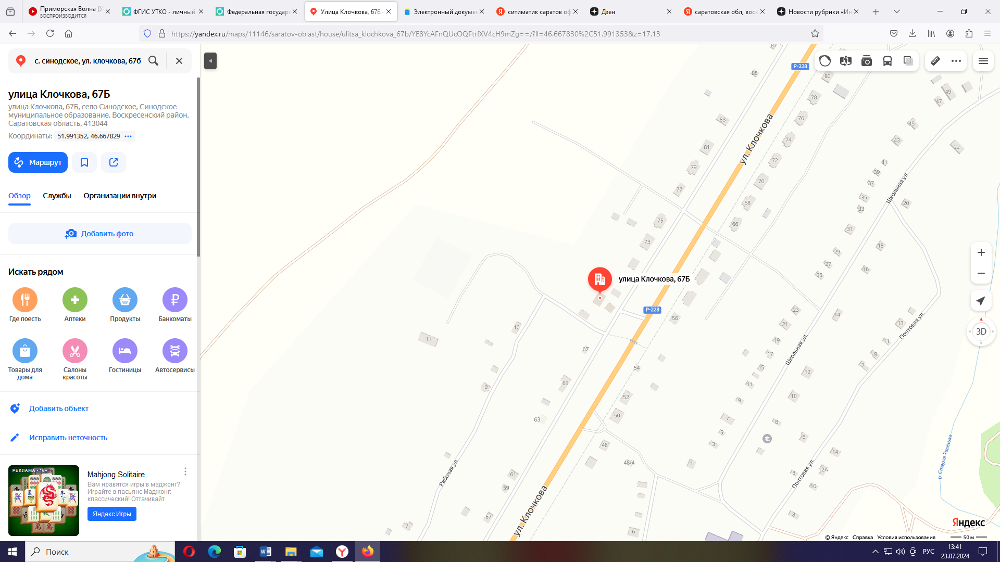 Приморская Волна (У
ВОСПРОИЗВОДИТСЯ
ФГИС УТКО - личный
Федеральная государс
Улица Клочкова, 67Б -
Электронный докумен
ситиматик саратов оф
Дзен
саратовская обл, воск
Новости рубрики «Ин
https://yandex.ru/maps/11146/saratov-oblast/house/ulitsa_klochkova_67b/YE8YcAFnQUcOQFtrfXV4cH9mZg==/?ll=46.667830%2C51.991353&z=17.13
с. синодское, ул. клочкова, 67б
улица Клочкова, 67Б
улица Клочкова, 67Б, село Синодское, Синодское
муниципальное образование, Воскресенский район,
Саратовская область, 413044
Координаты: 51.991352, 46.667829
Маршрут
Обзор
Службы
Организации внутри
Добавить фото
Искать рядом
Где поесть
Аптеки
Продукты
Банкоматы
Товары для
дома
Салоны
красоты
Гостиницы
Автосервисы
Добавить объект
Исправить неточность
РЕКЛАМА • 16+
Mahjong Solitaire
Вам нравятся игры в маджонг?
Играйте в пасьянс Маджонг:
классический! Оттачивайт
Яндекс Игры
87
Р-228
85
80
49
78
47
83
76
45
74
43
22
81
ул. Клочкова
72
41
79
39
70
37
Школьная ул.
77
35
68
20
33
75
66
31
73
18
29
27
16
25
улица Клочкова, 67Б
Р-228
23
56
14
10
21
13
Почтовая ул.
11
19
11
67
Школьная ул.
17
9
7
54
15
12
65
11
9
52
10
9
50
7
8
63
5
5
3
48
14
48/4
1
12А
Рабочая ул.
61
3
Почтовая ул.
р. Старая Терешка
59
10
ул. Клочкова
57
8
7
6
3D
Яндекс
© Яндекс Справка Условия использования
50 м
Поиск
РУС
13:41
23.07.2024